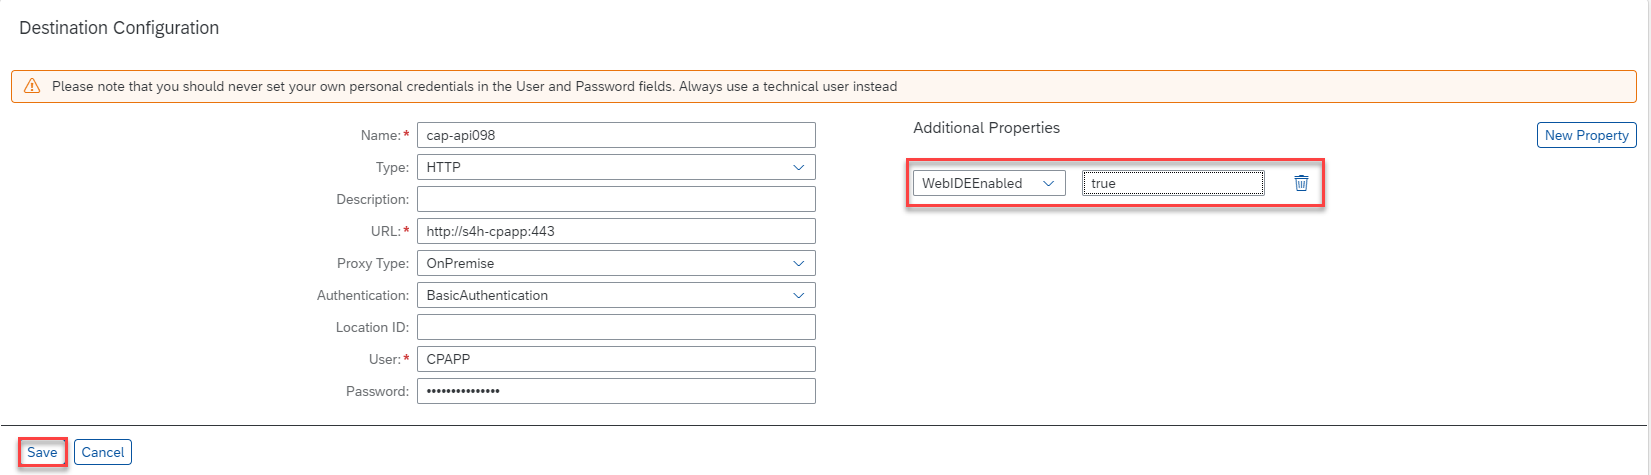 Destination Configuration
Please note that you should never set your own personal credentials in the User and Password fields. Always use a technical user instead
Name:* cap-api098
Type: HTTP
Description:
URL:* http://s4h-cpapp:443
Proxy Type: OnPremise
Authentication: BasicAuthentication
Location ID:
User:* CPAPP
Password: •••••••••••••••
Additional Properties
New Property
WebIDEEnabled true
Save Cancel